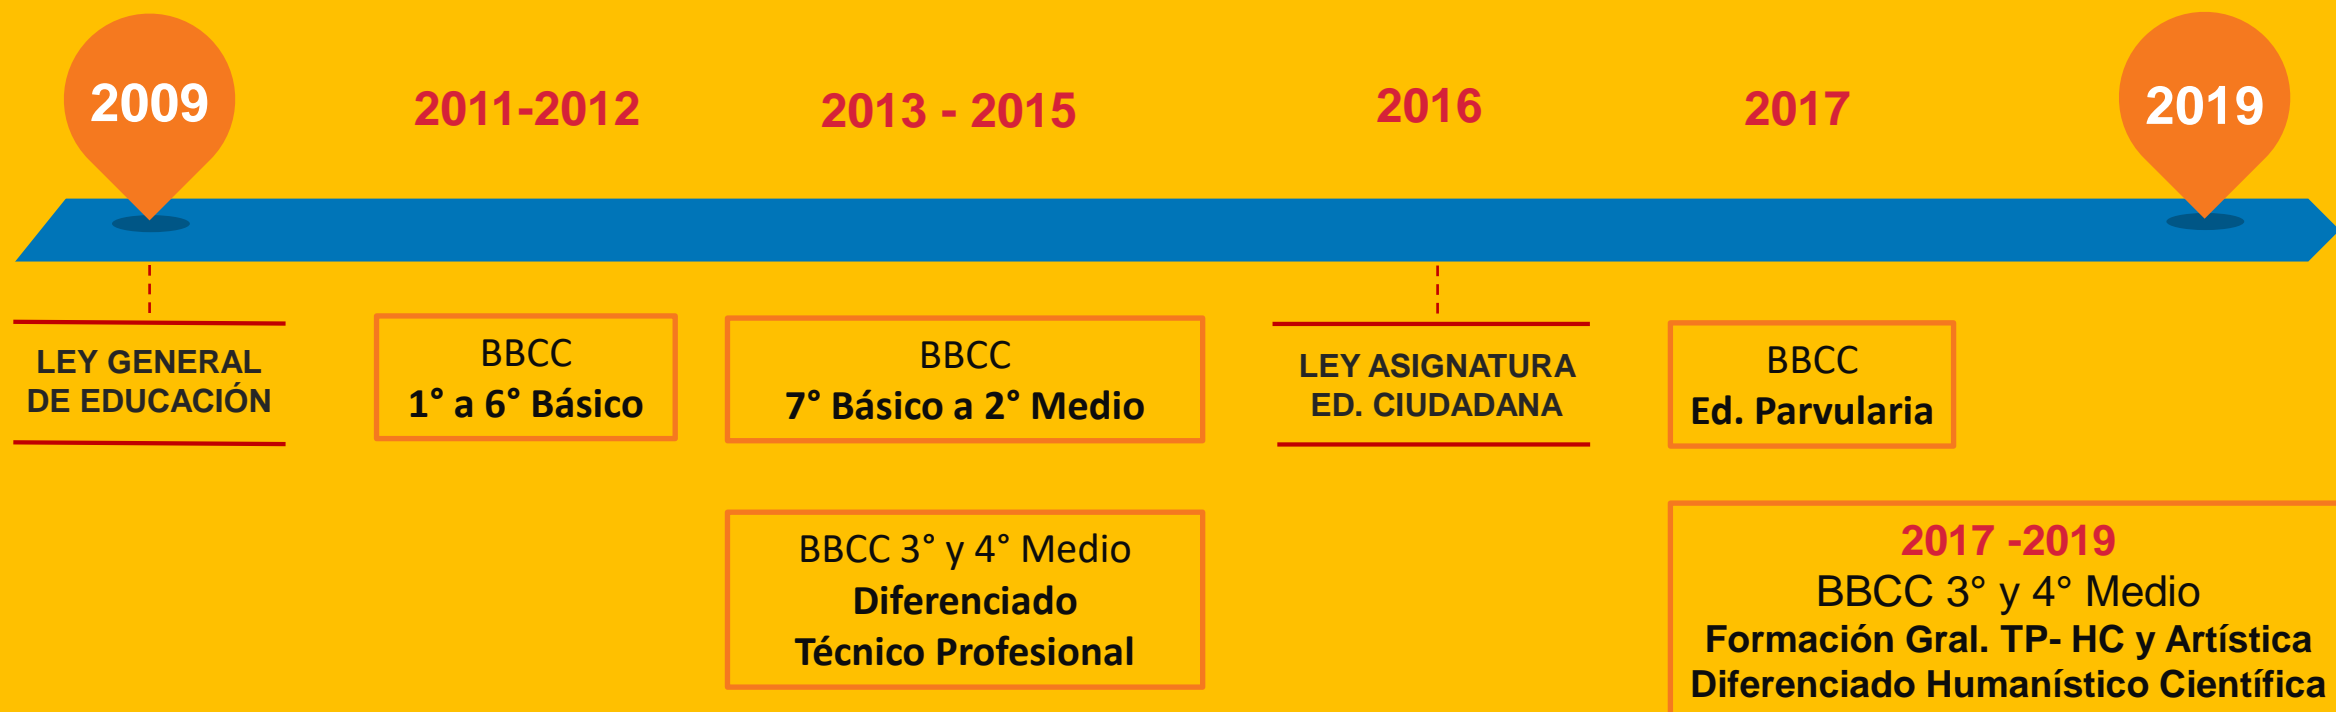 2009
2011-2012
2013 - 2015
2016
2017
2019
LEY GENERAL
DE EDUCACIÓN
BBCC
1° a 6° Básico
BBCC
7° Básico a 2° Medio
LEY ASIGNATURA
ED. CIUDADANA
BBCC
Ed. Parvularia
BBCC 3° y 4° Medio
Diferenciado
Técnico Profesional
2017 -2019
BBCC 3° y 4° Medio
Formación Gral. TP- HC y Artística
Diferenciado Humanístico Científica